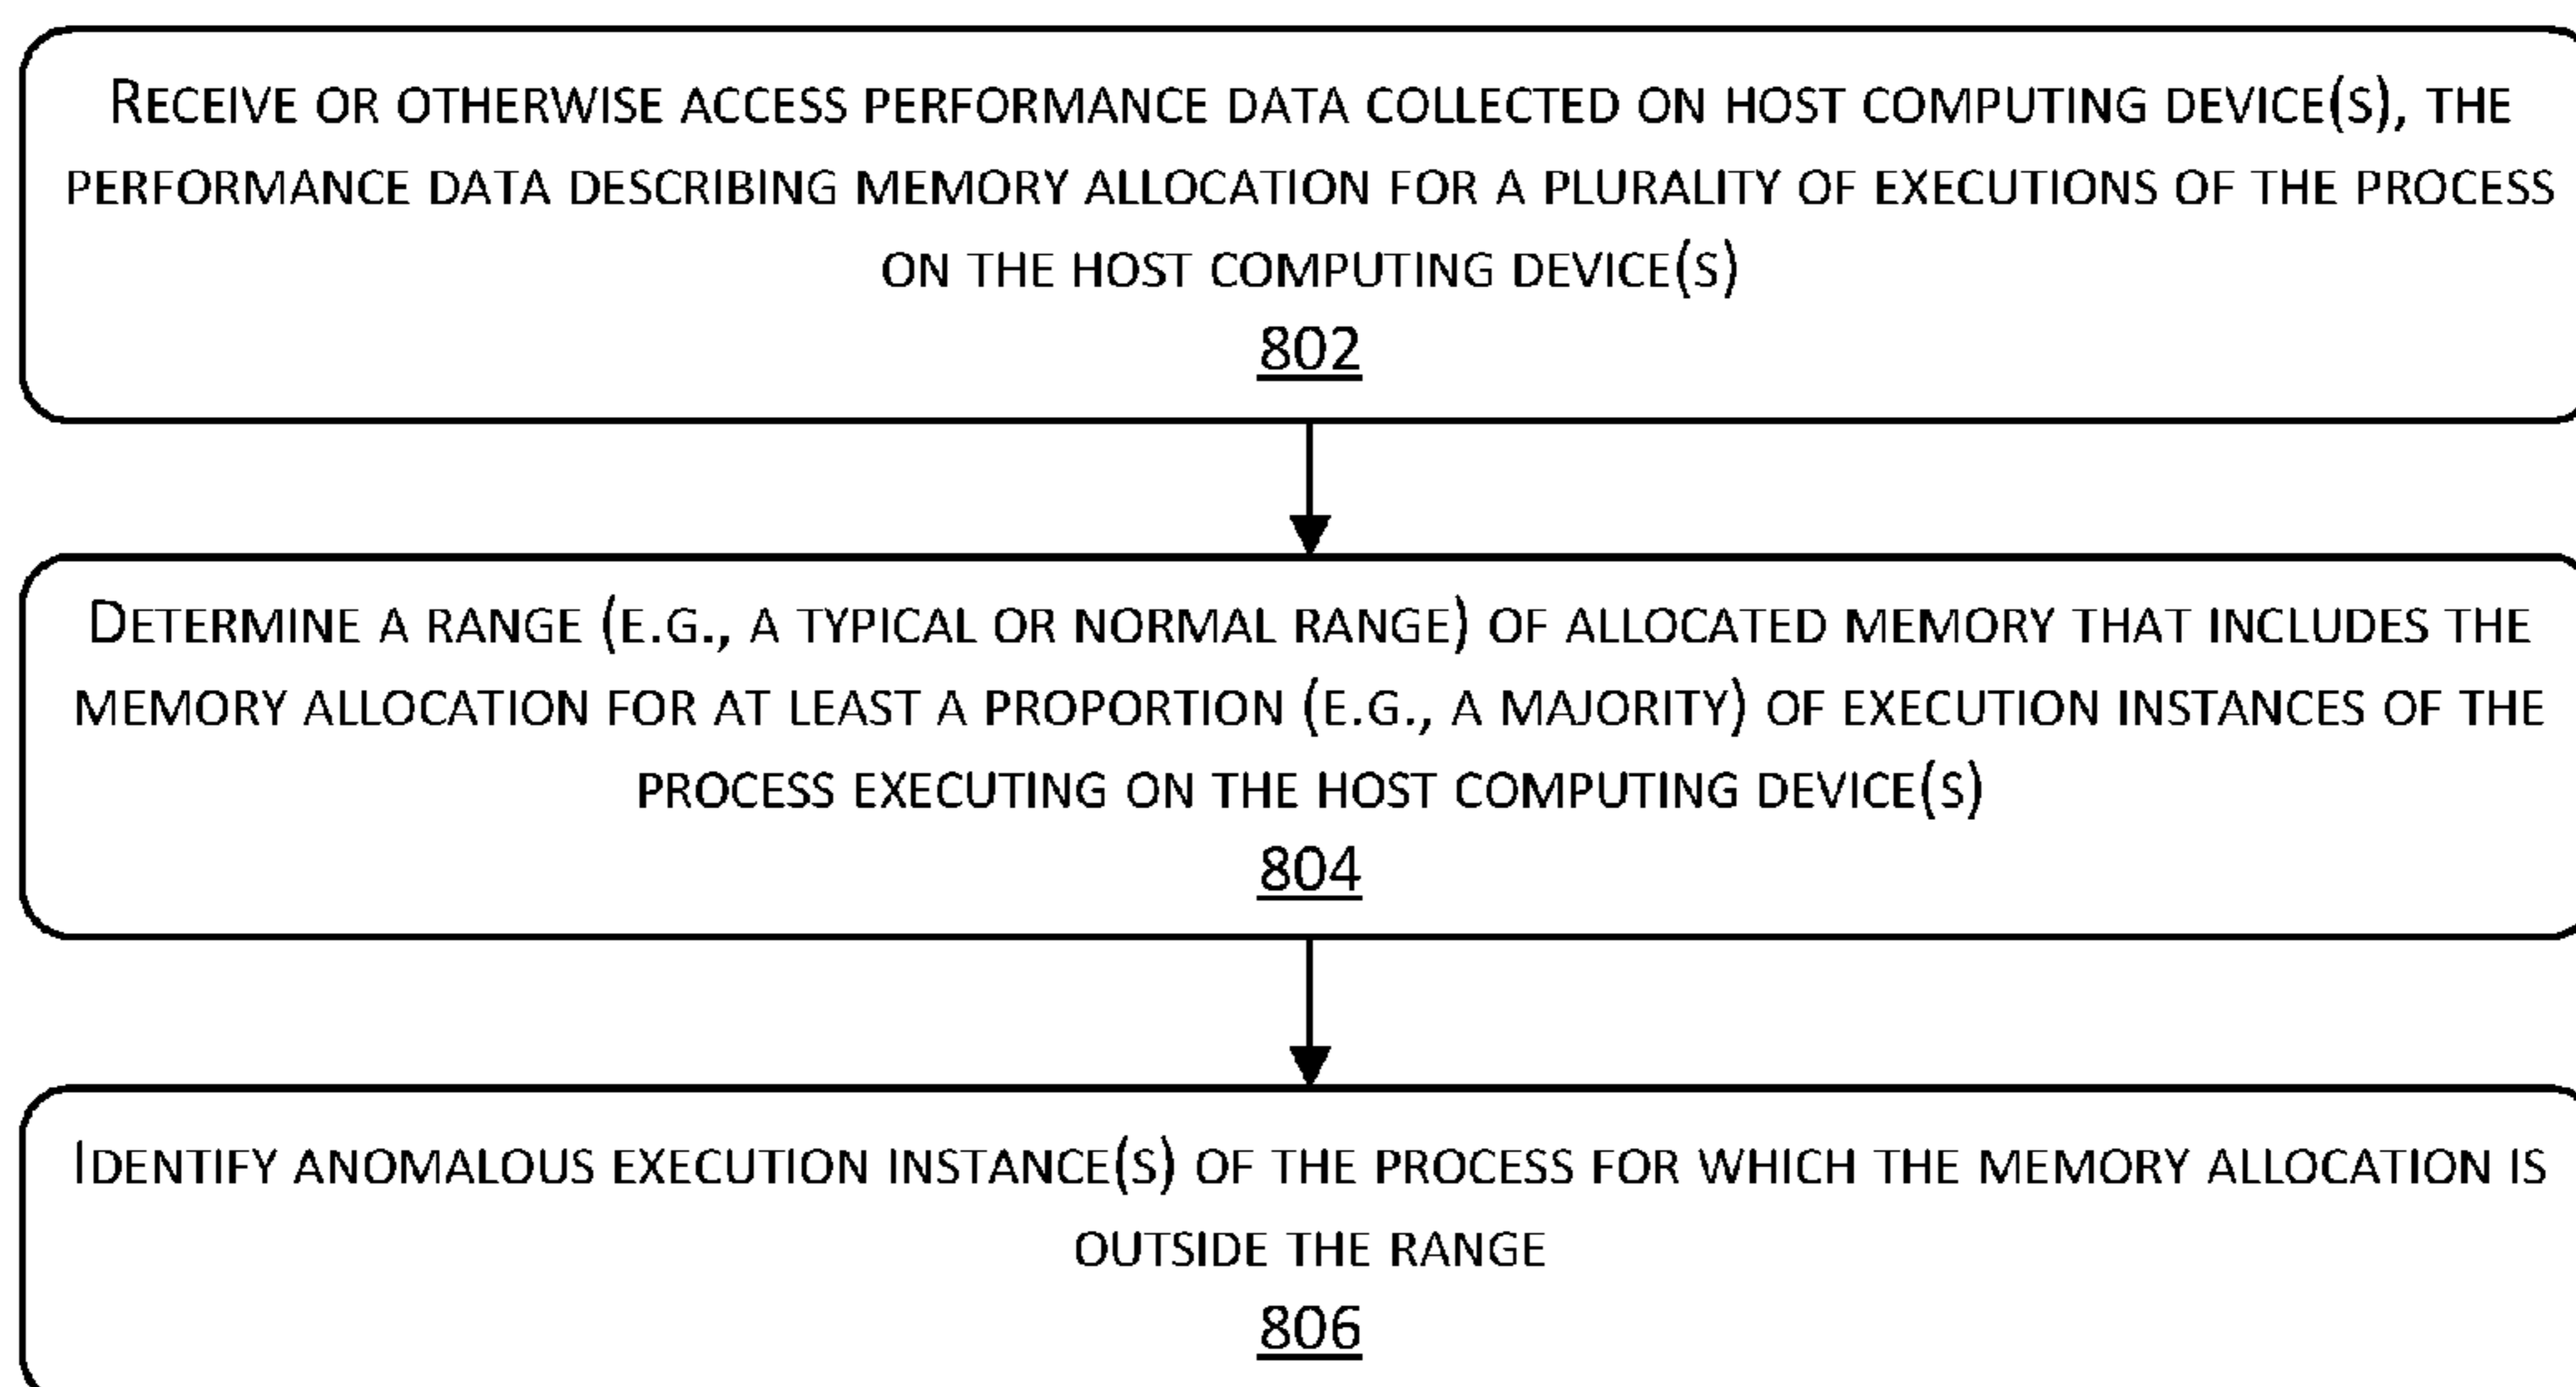 RECEIVE OR OTHERWISE ACCESS PERFORMANCE DATA COLLECTED ON HOST COMPUTING DEVICE(S), THE
PERFORMANCE DATA DESCRIBING MEMORY ALLOCATION FOR A PLURALITY OF EXECUTIONS OF THE PROCESS
ON THE HOST COMPUTING DEVICE(S)
802
DETERMINE A RANGE (E.G., A TYPICAL OR NORMAL RANGE) OF ALLOCATED MEMORY THAT INCLUDES THE
MEMORY ALLOCATION FOR AT LEAST A PROPORTION (E.G., A MAJORITY) OF EXECUTION INSTANCES OF THE
PROCESS EXECUTING ON THE HOST COMPUTING DEVICE(S)
804
IDENTIFY ANOMALOUS EXECUTION INSTANCE(S) OF THE PROCESS FOR WHICH THE MEMORY ALLOCATION IS
OUTSIDE THE RANGE
806